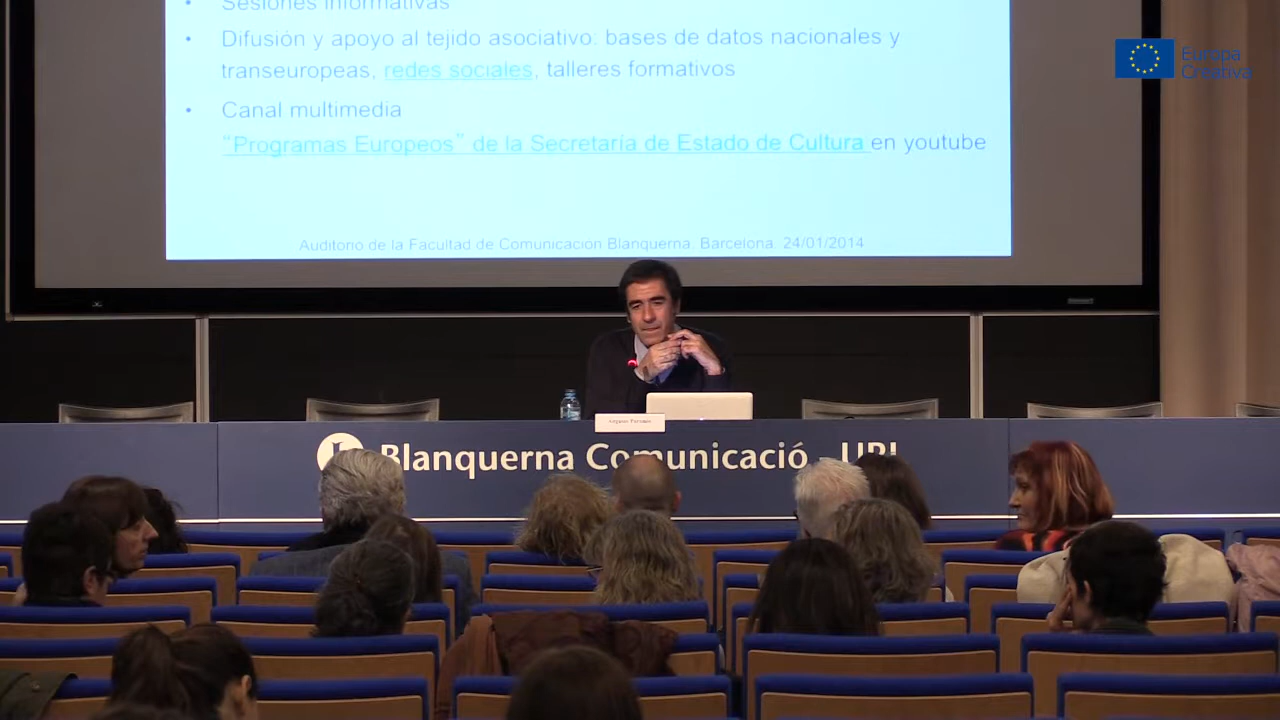 • Sesiones informativas
• Difusión y apoyo al tejido asociativo: bases de datos nacionales y
transeuropeas, redes sociales, talleres formativos
• Canal multimedia
“Programas Europeos” de la Secretaría de Estado de Cultura en youtube
Auditorio de la Facultad de Comunicación Blanquerna. Barcelona. 24/01/2014
Europa
Creativa
Blanquerna Comunicació - URL